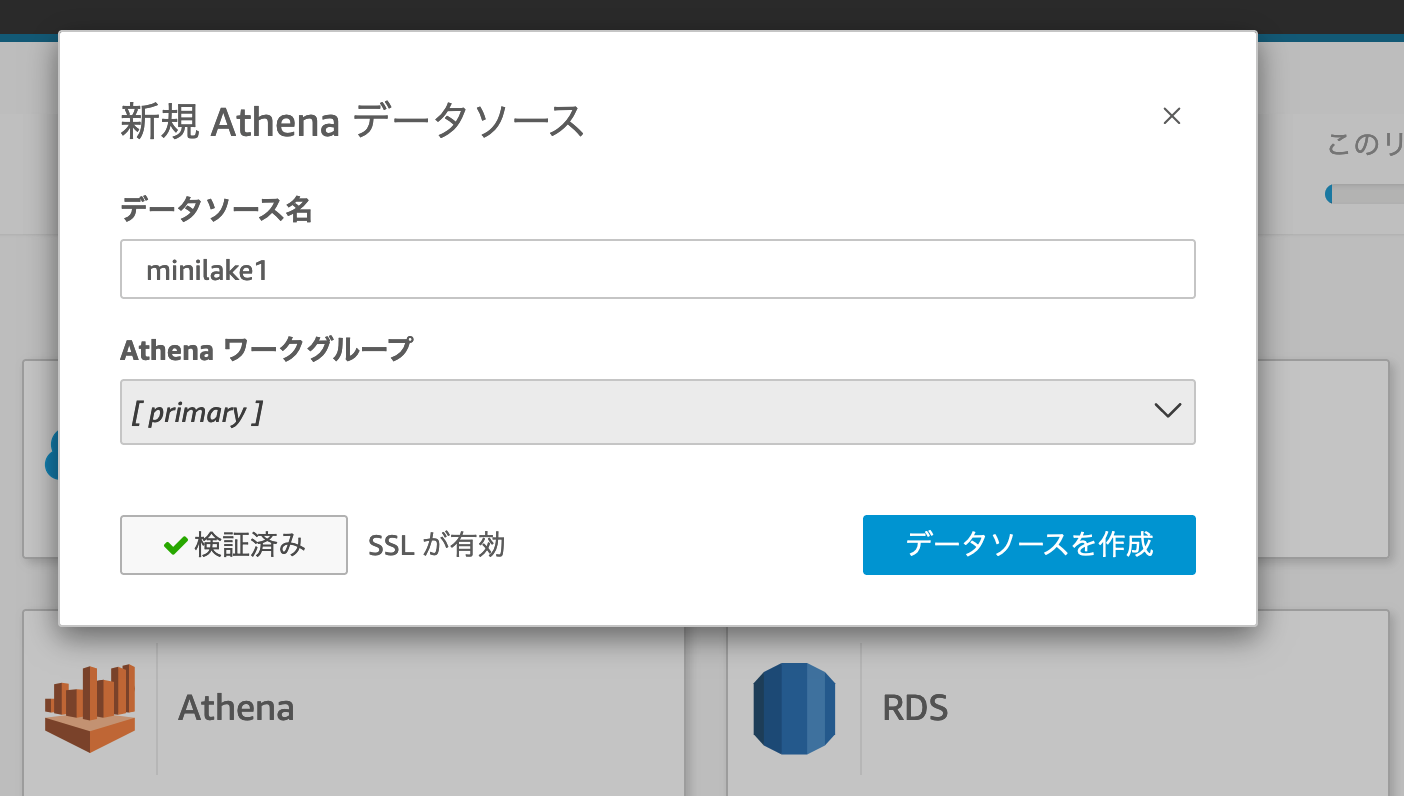 新規 Athena データソース
このリ
データソース名
minilake1
Athena ワークグループ
[ primary ]
検証済み
SSL が有効
データソースを作成
Athena
RDS